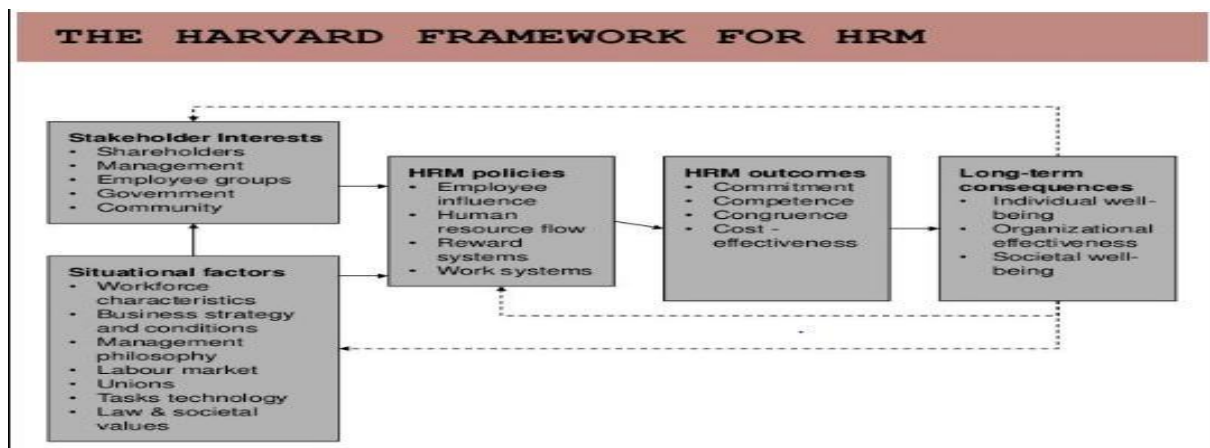 THE HARVARD FRAMEWORK FOR HRM
Stakeholder Interests
• Shareholders
• Management
• Employee groups
• Government
• Community
Situational factors
• Workforce
characteristics
• Business strategy
and conditions
• Management
philosophy
• Labour market
• Unions
• Tasks technology
• Law & societal
values
HRM policies
• Employee
influence
• Human
resource flow
• Reward
systems
• Work systems
HRM outcomes
• Commitment
• Competence
• Congruence
• Cost -
effectiveness
Long-term
consequences
• Individual well-
being
• Organizational
effectiveness
• Societal well-
being